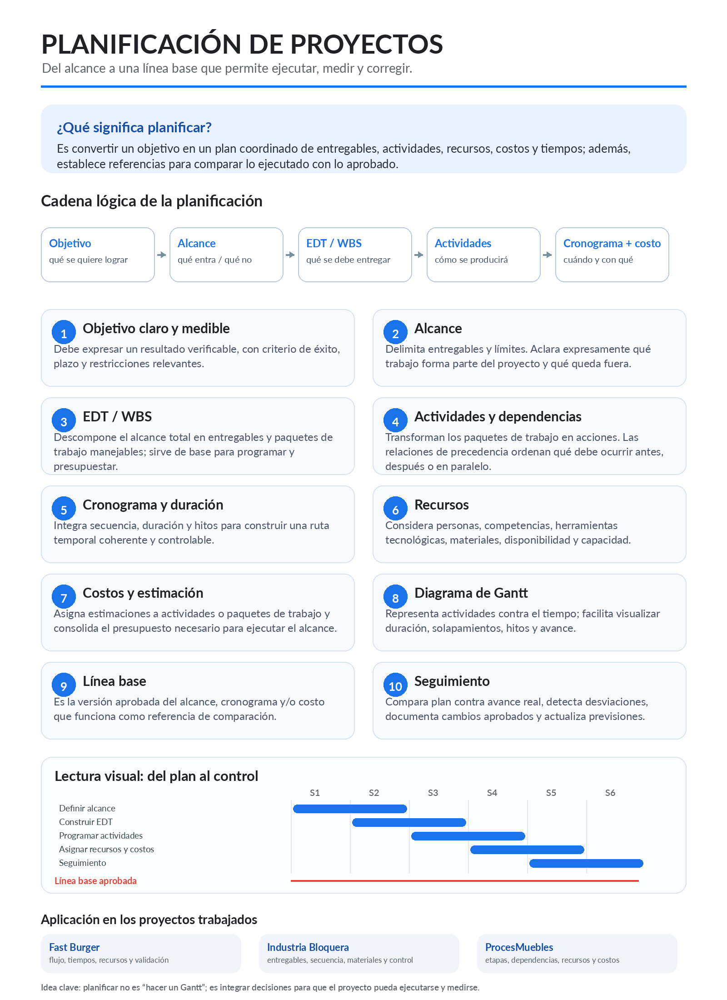 PLANIFICACIÓN DE PROYECTOS
Del alcance a una línea base que permite ejecutar, medir y corregir.
¿Qué significa planificar?
Es convertir un objetivo en un plan coordinado de entregables, actividades, recursos, costos y tiempos; además,
establece referencias para comparar lo ejecutado con lo aprobado.
Cadena lógica de la planificación
Objetivo
qué se quiere lograr
Alcance
qué entra / qué no
EDT / WBS
qué se debe entregar
Actividades
cómo se producirá
Cronograma + costo
cuándo y con qué
1 Objetivo claro y medible
Debe expresar un resultado verificable, con criterio de éxito,
plazo y restricciones relevantes.
2 Alcance
Delimita entregables y límites. Aclara expresamente qué
trabajo forma parte del proyecto y qué queda fuera.
3 EDT / WBS
Descompone el alcance total en entregables y paquetes de
trabajo manejables; sirve de base para programar y
presupuestar.
4 Actividades y dependencias
Transforman los paquetes de trabajo en acciones. Las
relaciones de precedencia ordenan qué debe ocurrir antes,
después o en paralelo.
5 Cronograma y duración
Integra secuencia, duración y hitos para construir una ruta
temporal coherente y controlable.
6 Recursos
Considera personas, competencias, herramientas
tecnológicas, materiales, disponibilidad y capacidad.
7 Costos y estimación
Asigna estimaciones a actividades o paquetes de trabajo y
consolida el presupuesto necesario para ejecutar el alcance.
8 Diagrama de Gantt
Representa actividades contra el tiempo; facilita visualizar
duración, solapamientos, hitos y avance.
9 Línea base
Es la versión aprobada del alcance, cronograma y/o costo
que funciona como referencia de comparación.
10 Seguimiento
Compara plan contra avance real, detecta desviaciones,
documenta cambios aprobados y actualiza previsiones.
Lectura visual: del plan al control
S1 S2 S3 S4 S5 S6
Definir alcance
Construir EDT
Programar actividades
Asignar recursos y costos
Seguimiento
Línea base aprobada
Aplicación en los proyectos trabajados
Fast Burger
flujo, tiempos, recursos y validación
Industria Bloquera
entregables, secuencia, materiales y control
ProcesMuebles
etapas, dependencias, recursos y costos
Idea clave: planificar no es “hacer un Gantt”; es integrar decisiones para que el proyecto pueda ejecutarse y medirse.